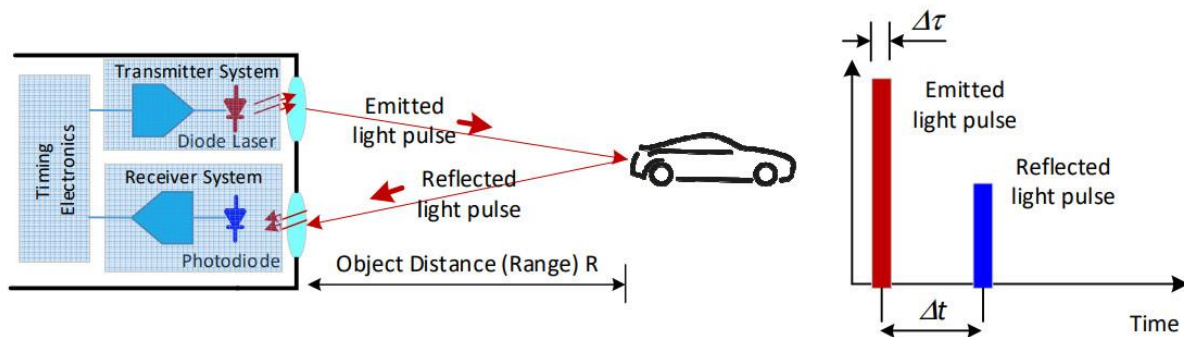 Transmitter System
Diode Laser
Timing
Electronics
Receiver System
Photodiode
Emitted
light pulse
Reflected
light pulse
Object Distance (Range) R
Δτ
Emitted
light pulse
Reflected
light pulse
Δt
Time